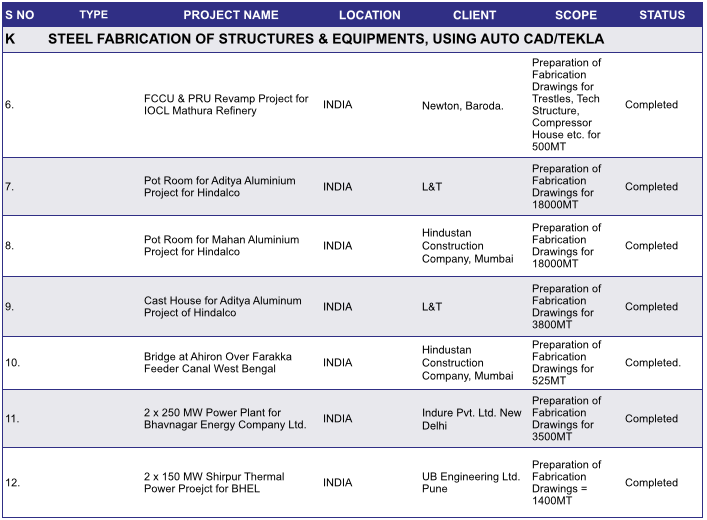 S NO TYPE PROJECT NAME LOCATION CLIENT SCOPE STATUS
K STEEL FABRICATION OF STRUCTURES & EQUIPMENTS, USING AUTO CAD/TEKLA
6.
FCCU & PRU Revamp Project for
IOCL Mathura Refinery
INDIA
Newton, Baroda.
Preparation of
Fabrication
Drawings for
Trestles, Tech
Structure,
Compressor
House etc. for
500MT
Completed
7.
Pot Room for Aditya Aluminium
Project for Hindalco
INDIA
L&T
Preparation of
Fabrication
Drawings for
18000MT
Completed
8.
Pot Room for Mahan Aluminium
Project for Hindalco
INDIA
Hindustan
Construction
Company, Mumbai
Preparation of
Fabrication
Drawings for
18000MT
Completed
9.
Cast House for Aditya Aluminum
Project of Hindalco
INDIA
L&T
Preparation of
Fabrication
Drawings for
3800MT
Completed
10.
Bridge at Ahiron Over Farakka
Feeder Canal West Bengal
INDIA
Hindustan
Construction
Company, Mumbai
Preparation of
Fabrication
Drawings for
525MT
Completed.
11.
2 x 250 MW Power Plant for
Bhavnagar Energy Company Ltd.
INDIA
Indure Pvt. Ltd. New
Delhi
Preparation of
Fabrication
Drawings for
3500MT
Completed
12.
2 x 150 MW Shirpur Thermal
Power Proejct for BHEL
INDIA
UB Engineering Ltd.
Pune
Preparation of
Fabrication
Drawings =
1400MT
Completed